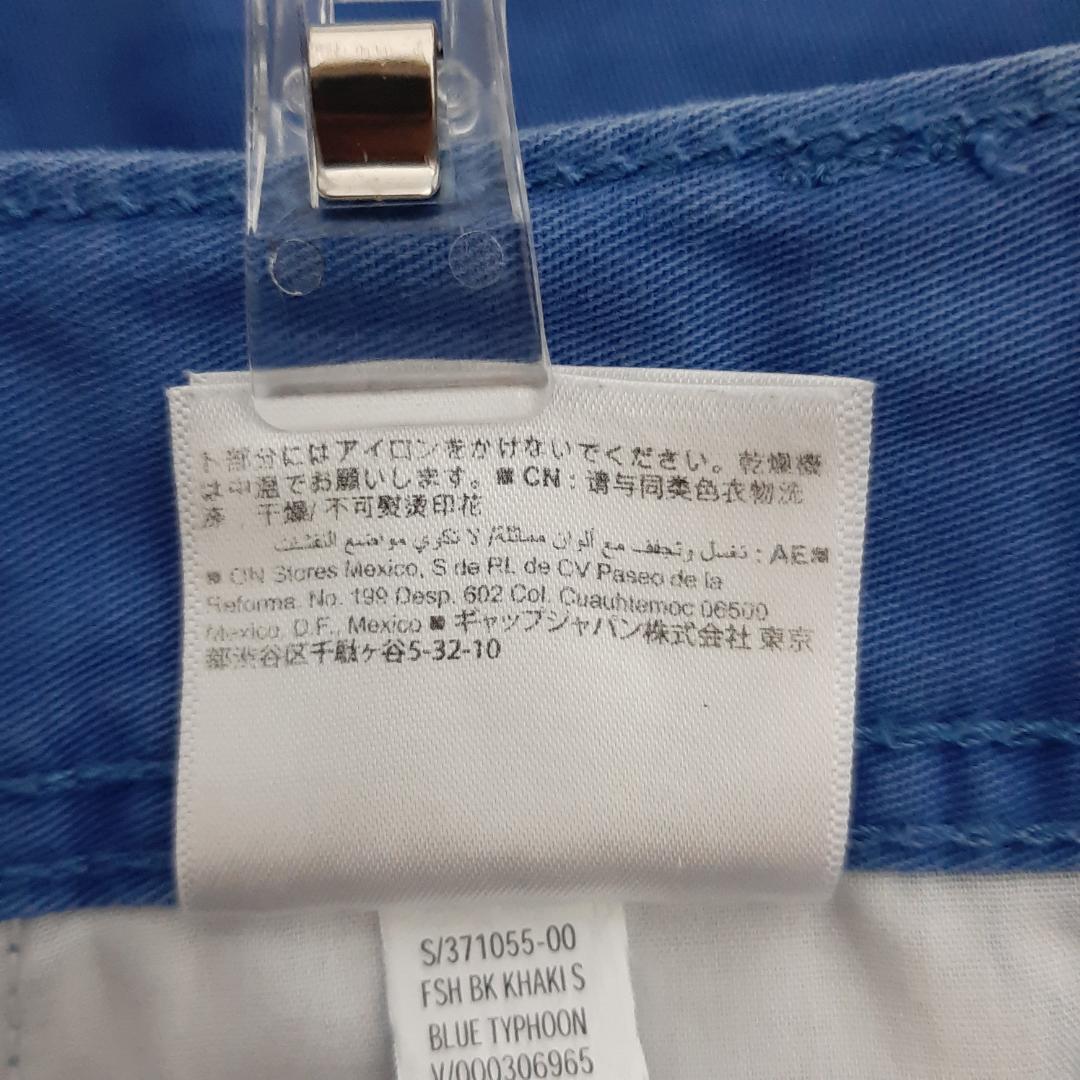 ト部分にはアイロンをかけないでください。乾燥機
は中温でお願いします。■ CN : 请与同类色衣物洗
涤，干燥/ 不可熨烫印花
■AE : تغسل وتجفف مع ألوان مماثلة/ لا تكوي مواضع النقشات
■ ON Stores Mexico, S de RL de CV Paseo de la
Reforma. No. 199 Desp. 602 Col. Cuauhtemoc 06500
Mexico, D.F., Mexico ■ ギャップジャパン株式会社 東京
都渋谷区千駄ヶ谷5-32-10
S/371055-00
FSH BK KHAKI S
BLUE TYPHOON
V/000306965